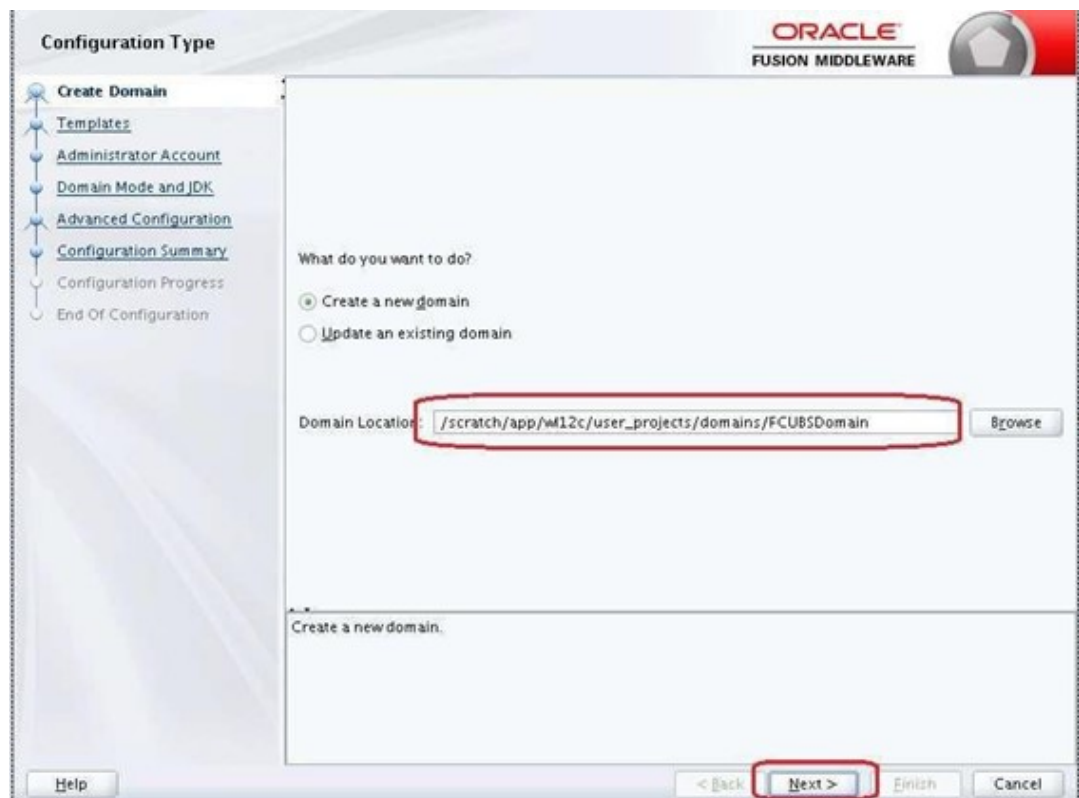 Configuration Type
ORACLE
FUSION MIDDLEWARE
Create Domain
Templates
Administrator Account
Domain Mode and JDK
Advanced Configuration
Configuration Summary
Configuration Progress
End Of Configuration
What do you want to do?
Create a new domain
Update an existing domain
Domain Location: /scratch/app/wl12c/user_projects/domains/FCUBSDomain Browse
Create a new domain.
Help < Back Next > Finish Cancel